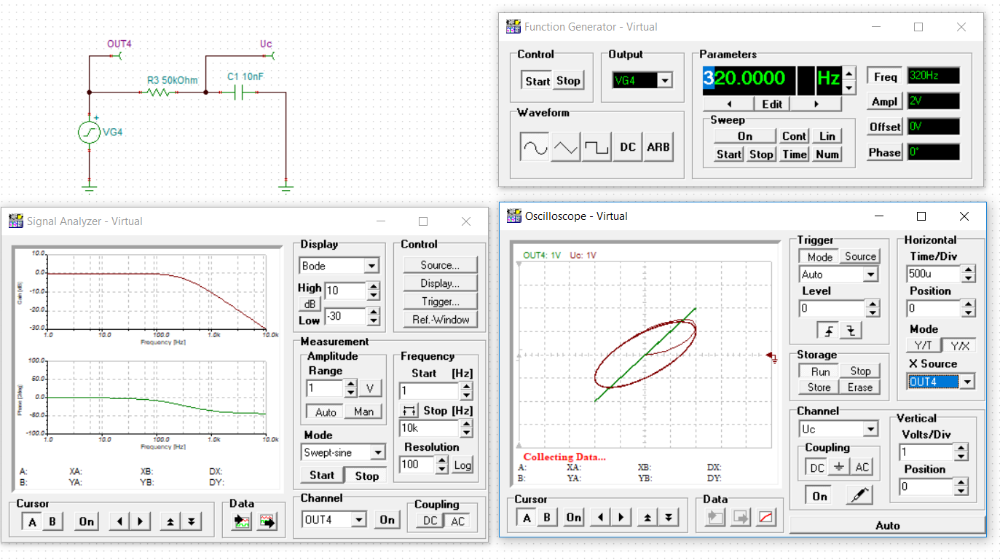 OUT4
Uc
R3 50kOhm
C1 10nF
+
VG4
Function Generator - Virtual
Control
Start Stop
Output
VG4
Parameters
320.0000 Hz
Edit
Freq 320Hz
Ampl 2V
Offset 0V
Phase 0°
Waveform
DC ARB
Sweep
On Cont Lin
Start Stop Time Num
Signal Analyzer - Virtual
10.0
0.0
-10.0
-20.0
-30.0
Gain [dB]
1.0 10.0 100.0 1.0k 10.0k
Frequency [Hz]
100.0
50.0
0.0
-50.0
-100.0
1.0 10.0 100.0 1.0k 10.0k
Frequency [Hz]
A: XA: XB: DX:
B: YA: YB: DY:
Cursor
A B On
Data
Display
Bode
High 10
dB
Low -30
Control
Source...
Display...
Trigger...
Ref.-Window
Measurement
Amplitude
Range
1 V
Auto Man
Mode
Swept-sine
Start Stop
Frequency
Start [Hz]
1
Stop [Hz]
10k
Resolution
100 Log
Channel
OUT4 On
Coupling
DC AC
Oscilloscope - Virtual
OUT4: 1V Uc: 1V
Collecting Data...
A: XA: XB: DX:
B: YA: YB: DY:
Cursor
A B On
Data
Trigger
Mode Source
Auto
Level
0
Storage
Run Stop
Store Erase
Horizontal
Time/Div
500u
Position
0
Mode
Y/T Y/X
X Source
OUT4
Channel
Uc
Coupling
DC AC
On
Vertical
Volts/Div
1
Position
0
Auto